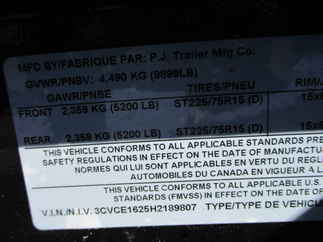 MFD BY/FABRIQUE PAR: P.J. Trailer Mfg Co.
GVWR/PNBV: 4,490 KG (9899LB)
GAWR/PNBE TIRES/PNEU RIM/
FRONT 2,359 KG (5200 LB) ST225/75R15 (D) 15x6
REAR 2,359 KG (5200 LB) ST225/75R15 (D) 15x6
THIS VEHICLE CONFORMS TO ALL APPLICABLE STANDARDS
SAFETY REGULATIONS IN EFFECT ON THE DATE OF MANUFACT
NORMES QUI LUI SONT APPLICABLES EN VERTU DU REGL
AUTOMOBILES DU CANADA EN VIGUEUR A L
THIS VEHICLE CONFORMS TO ALL APPLICABLE U.S
STANDARDS (FMVSS) IN EFFECT ON THE DATE OF
V.I.N./N.I.V. 3CVCE1625H2189807 TYPE/TYPE DE VEHICU